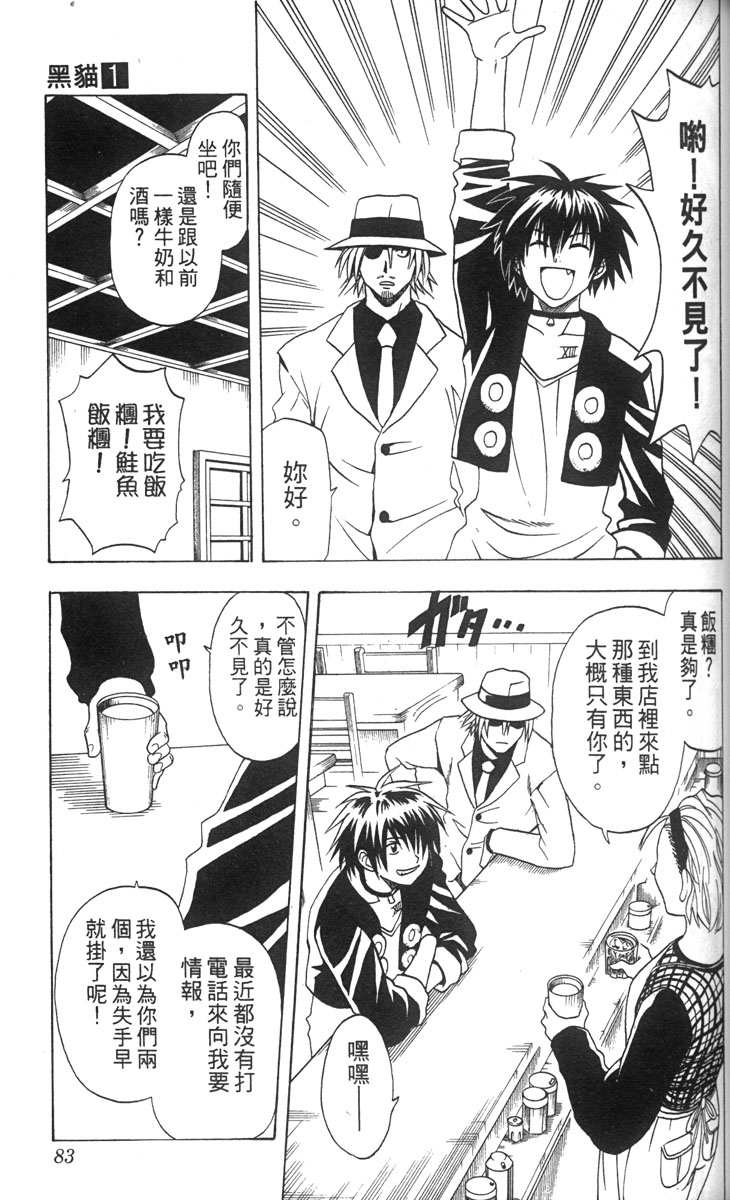 黑貓1
喲！好久不見了！
妳好。
你們隨便
坐吧！
還是跟以前
一樣牛奶和
酒嗎？
我要吃飯
糰！鮭魚
飯糰！
飯糰？
真是夠了。
到我店裡來點
那種東西的，
大概只有你了。
ガタ…
XIII
嘿嘿—
不管怎麼說
，真的是好
久不見了。
叩
叩
最近都沒有打
電話來向我要
情報，
我還以為你們兩
個，因為失手早
就掛了呢！
83